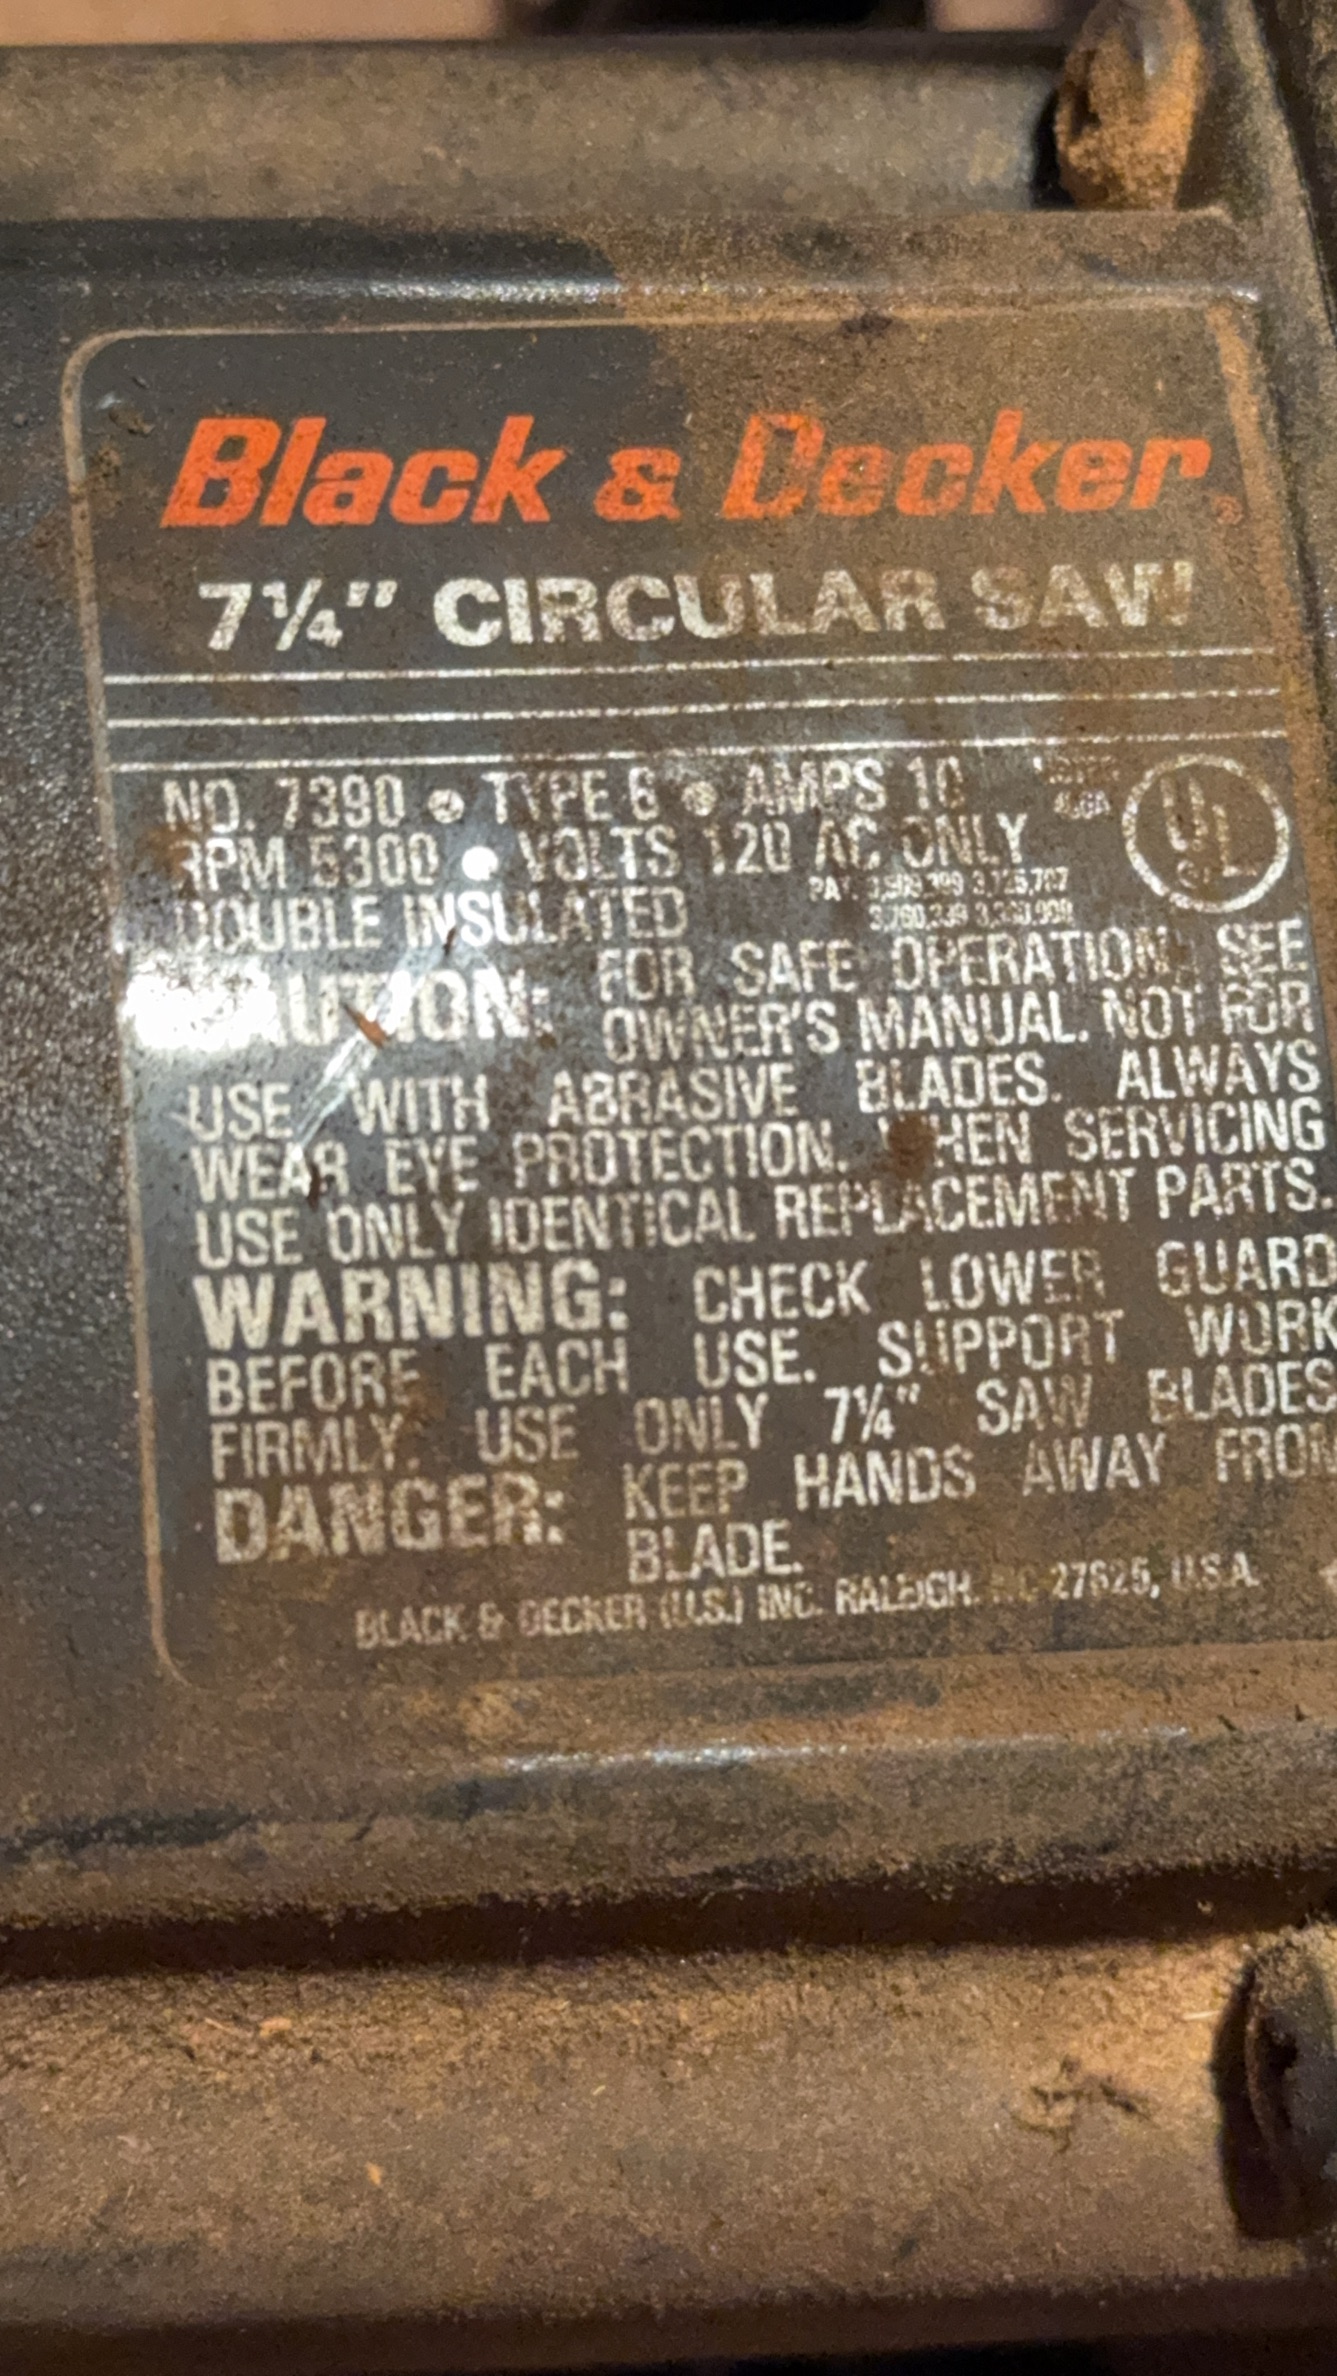 Black & Decker®
7¼" CIRCULAR SAW
NO. 7390 • TYPE 6 • AMPS 10
RPM 5300 • VOLTS 120 AC ONLY
UL
DOUBLE INSULATED
CAUTION: FOR SAFE OPERATION SEE
OWNER'S MANUAL. NOT FOR
USE WITH ABRASIVE BLADES. ALWAYS
WEAR EYE PROTECTION. WHEN SERVICING
USE ONLY IDENTICAL REPLACEMENT PARTS.
WARNING: CHECK LOWER GUARD
BEFORE EACH USE. SUPPORT WORK
FIRMLY. USE ONLY 7¼" SAW BLADES
DANGER: KEEP HANDS AWAY FROM
BLADE.
BLACK & DECKER (U.S.) INC. RALEIGH, NC 27625, U.S.A.